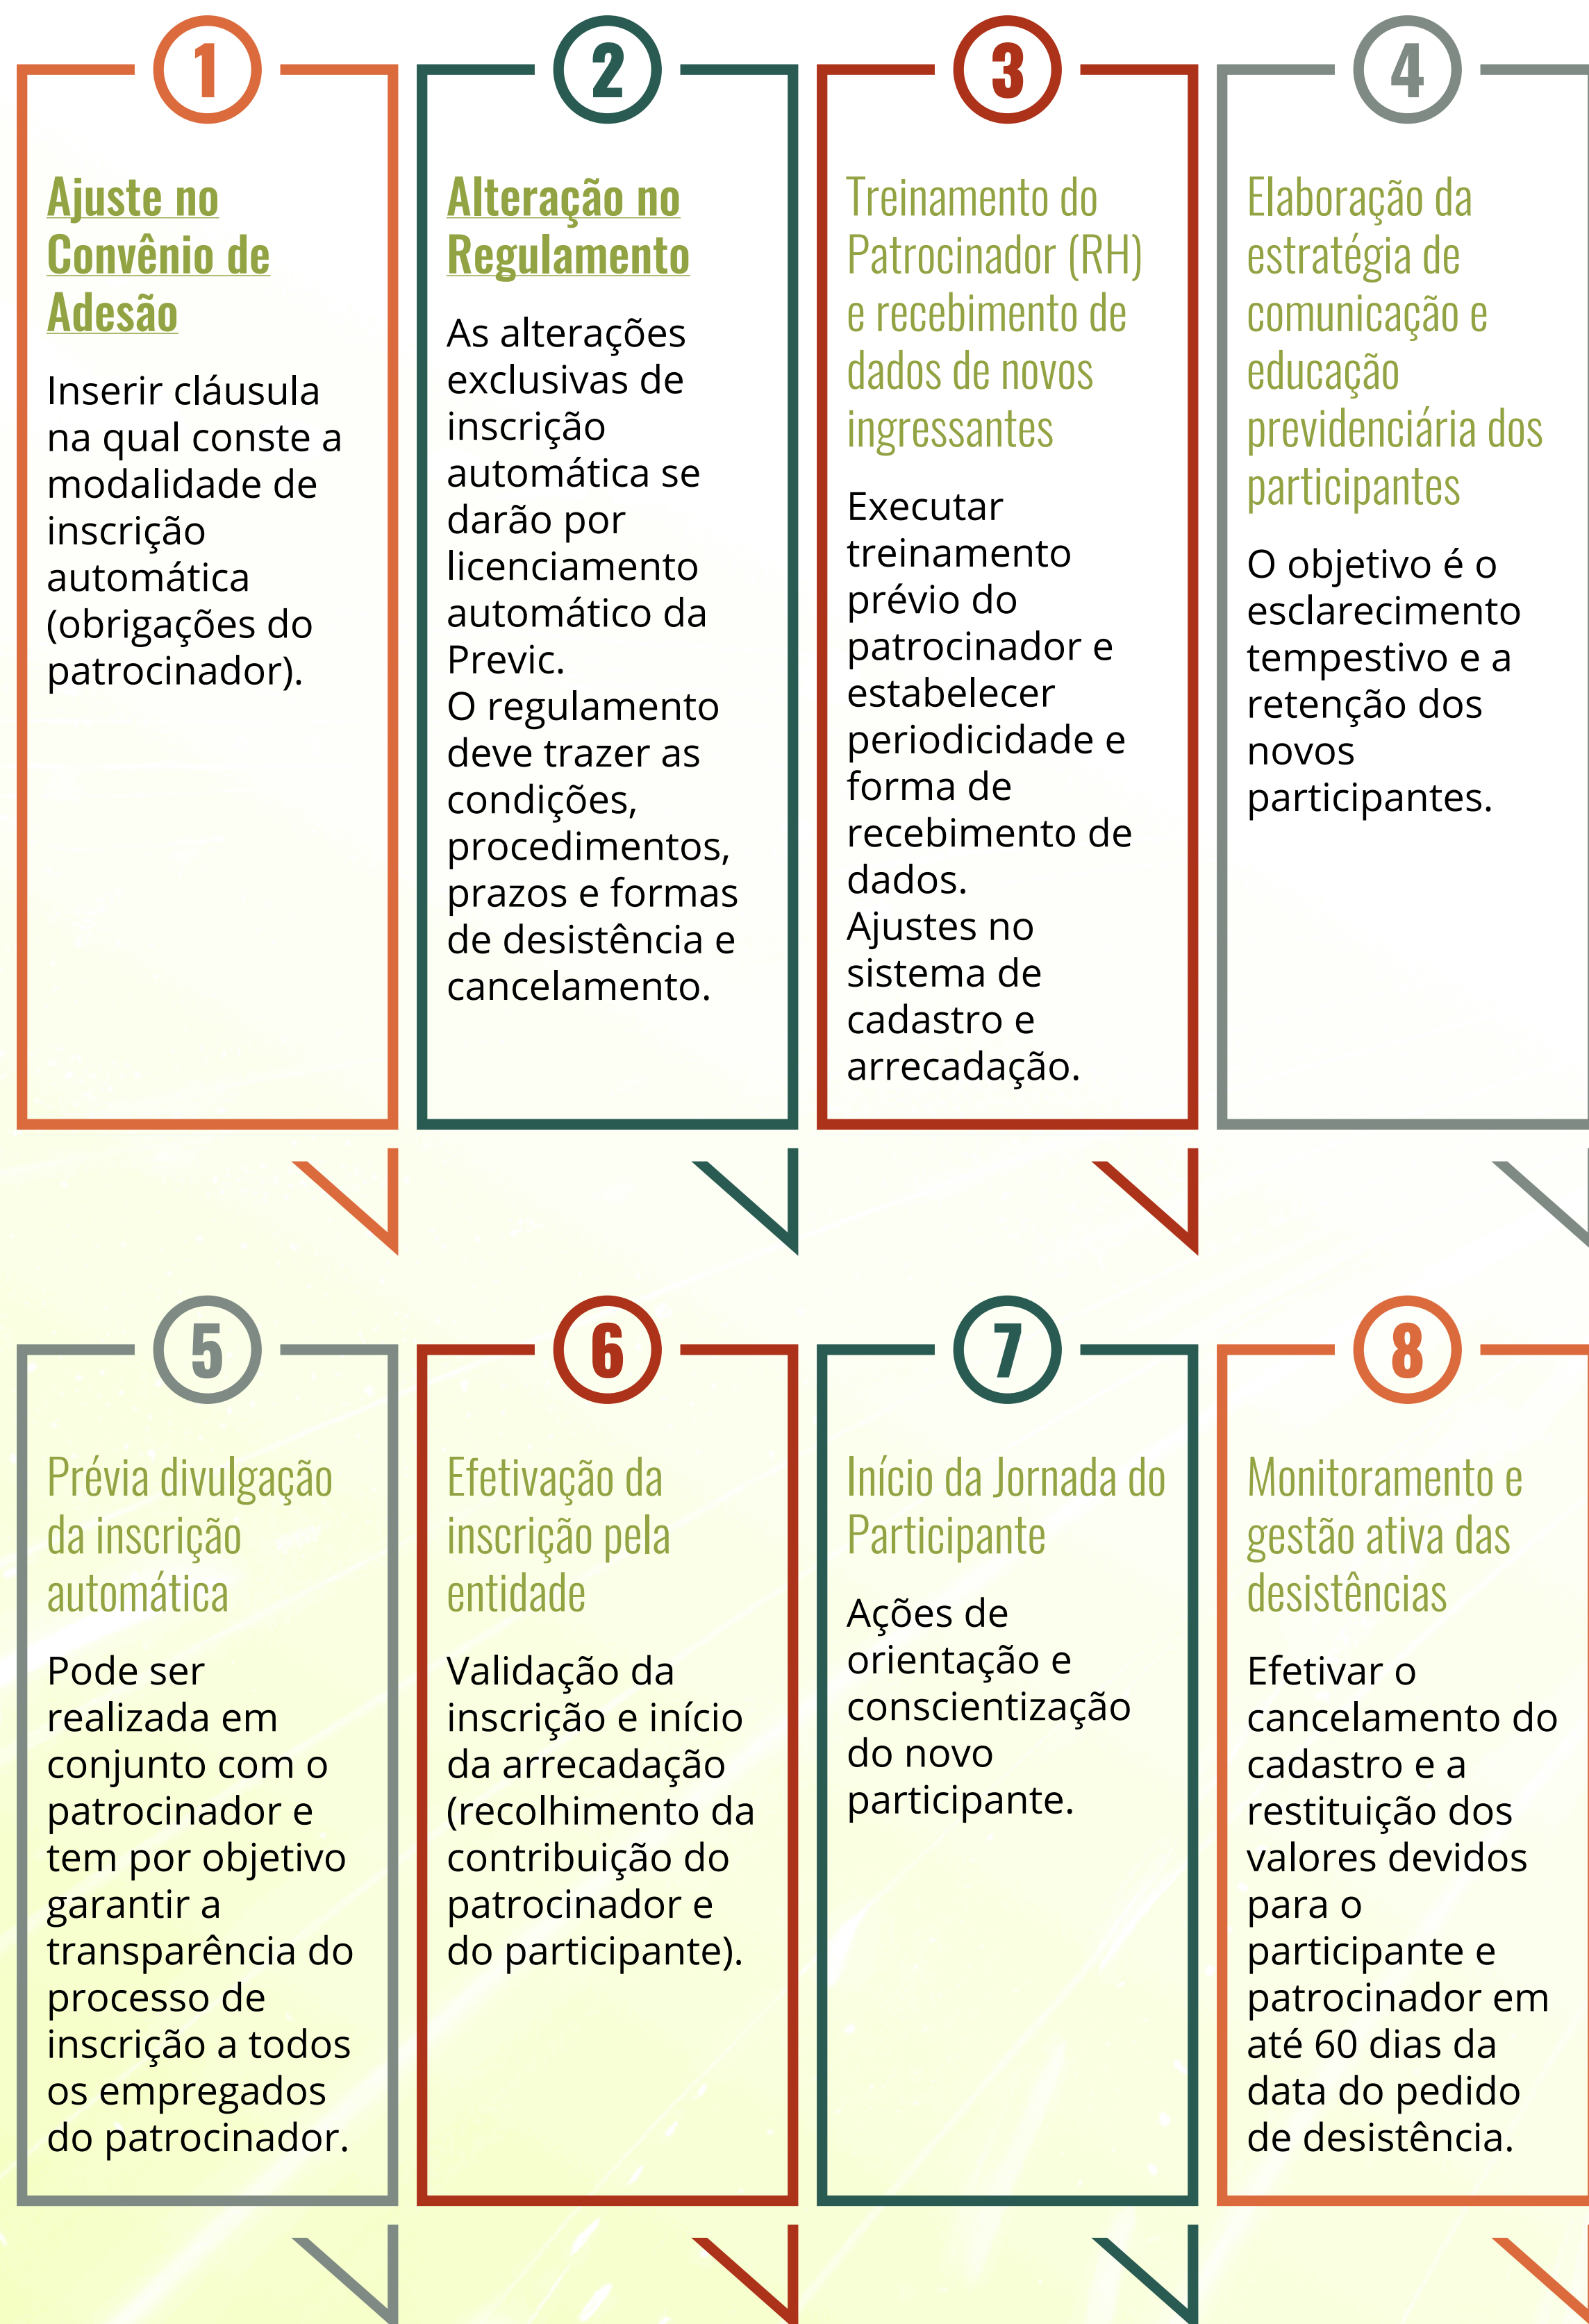 1
Ajuste no
Convênio de
Adesão
Inserir cláusula
na qual conste a
modalidade de
inscrição
automática
(obrigações do
patrocinador).
2
Alteração no
Regulamento
As alterações
exclusivas de
inscrição
automática se
darão por
licenciamento
automático da
Previc.
O regulamento
deve trazer as
condições,
procedimentos,
prazos e formas
de desistência e
cancelamento.
3
Treinamento do
Patrocinador (RH)
e recebimento de
dados de novos
ingressantes
Executar
treinamento
prévio do
patrocinador e
estabelecer
periodicidade e
forma de
recebimento de
dados.
Ajustes no
sistema de
cadastro e
arrecadação.
4
Elaboração da
estratégia de
comunicação e
educação
previdenciária dos
participantes
O objetivo é o
esclarecimento
tempestivo e a
retenção dos
novos
participantes.
5
Prévia divulgação
da inscrição
automática
Pode ser
realizada em
conjunto com o
patrocinador e
tem por objetivo
garantir a
transparência do
processo de
inscrição a todos
os empregados
do patrocinador.
6
Efetivação da
inscrição pela
entidade
Validação da
inscrição e início
da arrecadação
(recolhimento da
contribuição do
patrocinador e
do participante).
7
Início da Jornada do
Participante
Ações de
orientação e
conscientização
do novo
participante.
8
Monitoramento e
gestão ativa das
desistências
Efetivar o
cancelamento do
cadastro e a
restituição dos
valores devidos
para o
participante e
patrocinador em
até 60 dias da
data do pedido
de desistência.